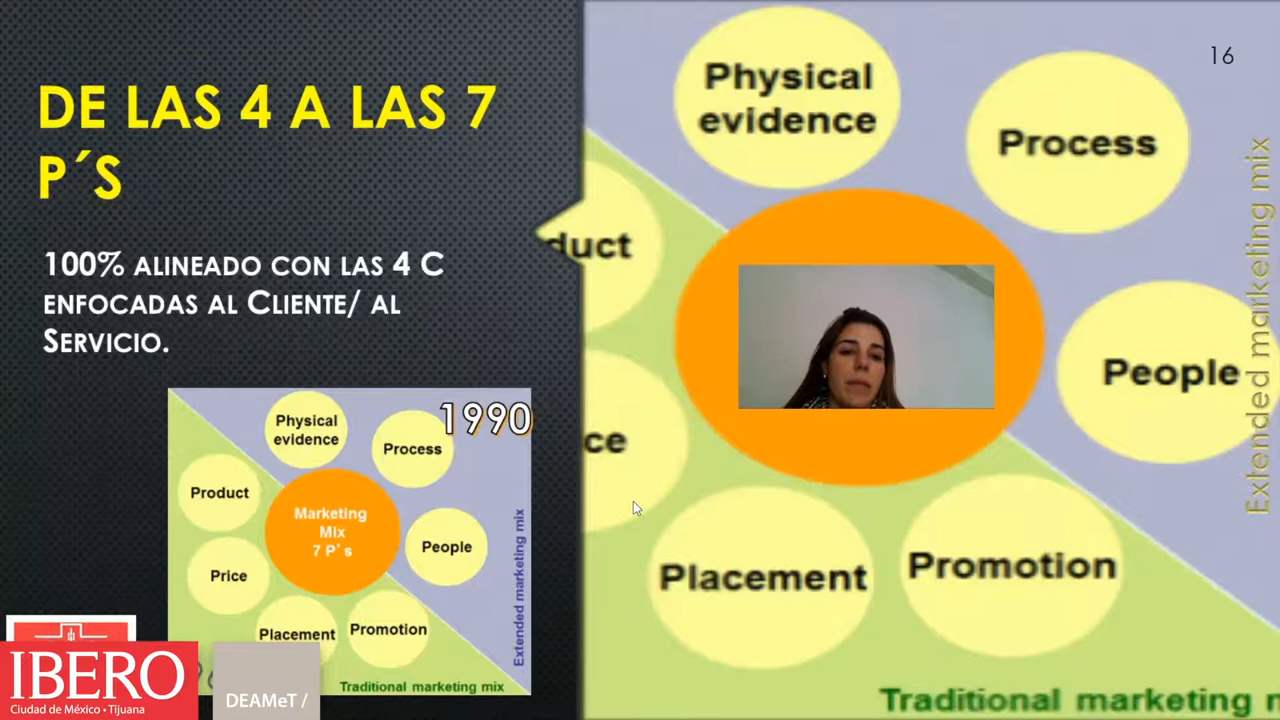 DE LAS 4 A LAS 7
P´S
100% ALINEADO CON LAS 4 C
ENFOCADAS AL CLIENTE/ AL
SERVICIO.
1990
Physical
evidence
Process
Product
Marketing
Mix
7 P's
People
Price
Placement
Promotion
Extended marketing mix
Traditional marketing mix
IBERO
Ciudad de México • Tijuana
DEAMeT /
16
Physical
evidence
Process
duct
People
ce
Placement
Promotion
Extended marketing mix
Traditional marketing